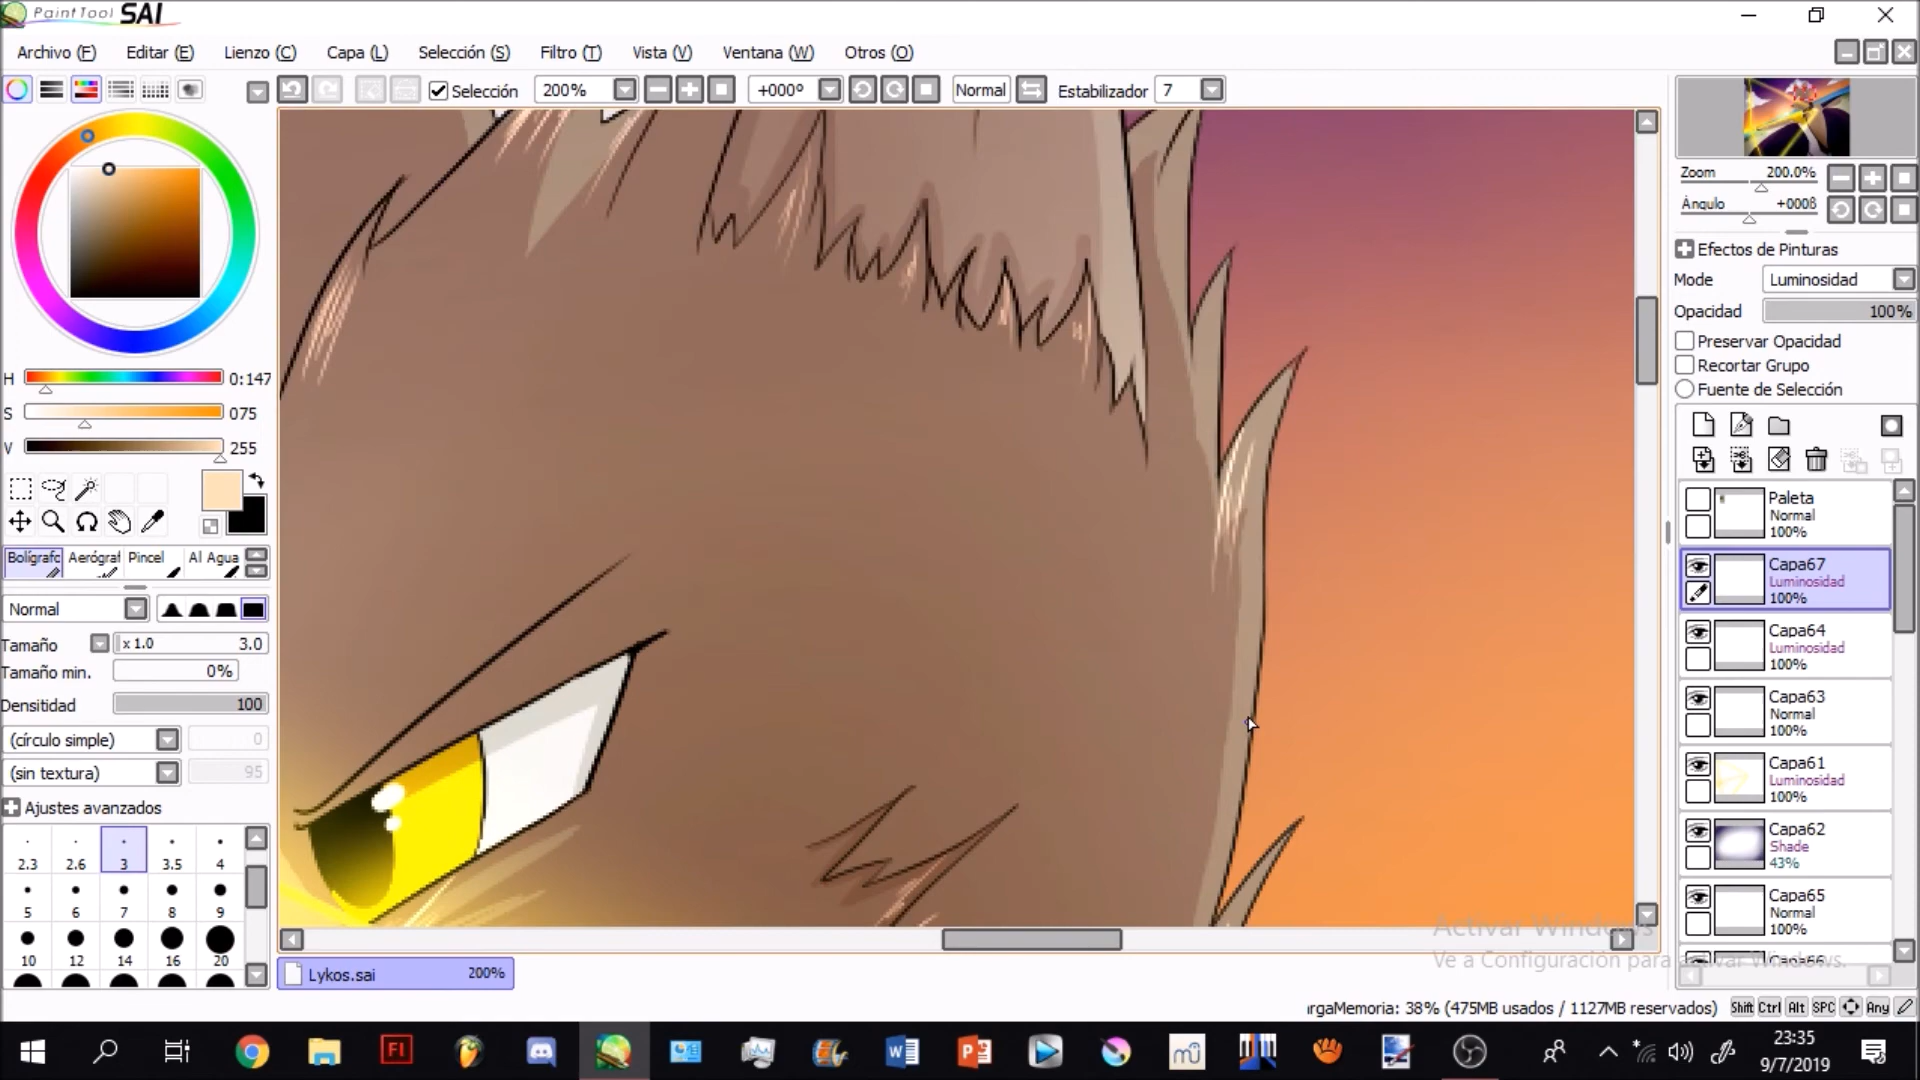 PaintTool SAI
Archivo (F) Editar (E) Lienzo (C) Capa (L) Selección (S) Filtro (T) Vista (V) Ventana (W) Otros (O)
Selección 200% +000º Normal Estabilizador 7
Zoom 200.0%
Ángulo +000ß
Efectos de Pinturas
Mode Luminosidad
Opacidad 100%
Preservar Opacidad
Recortar Grupo
Fuente de Selección
H 0:147
S 075
V 255
Bolígrafo Aerógraf Pincel Al Agua
Normal
Tamaño x 1.0 3.0
Tamaño min. 0%
Densitidad 100
(círculo simple) 0
(sin textura) 95
Ajustes avanzados
2.3 2.6 3 3.5 4
5 6 7 8 9
10 12 14 16 20
Paleta
Normal
100%
Capa67
Luminosidad
100%
Capa64
Luminosidad
100%
Capa63
Normal
100%
Capa61
Luminosidad
100%
Capa62
Shade
43%
Capa65
Normal
100%
Capa66
Activar Windows
Ve a Configuración para activar Windows.
Lykos.sai 200%
ırgaMemoria: 38% (475MB usados / 1127MB reservados) Shift Ctrl Alt SPC Any
23:35
9/7/2019